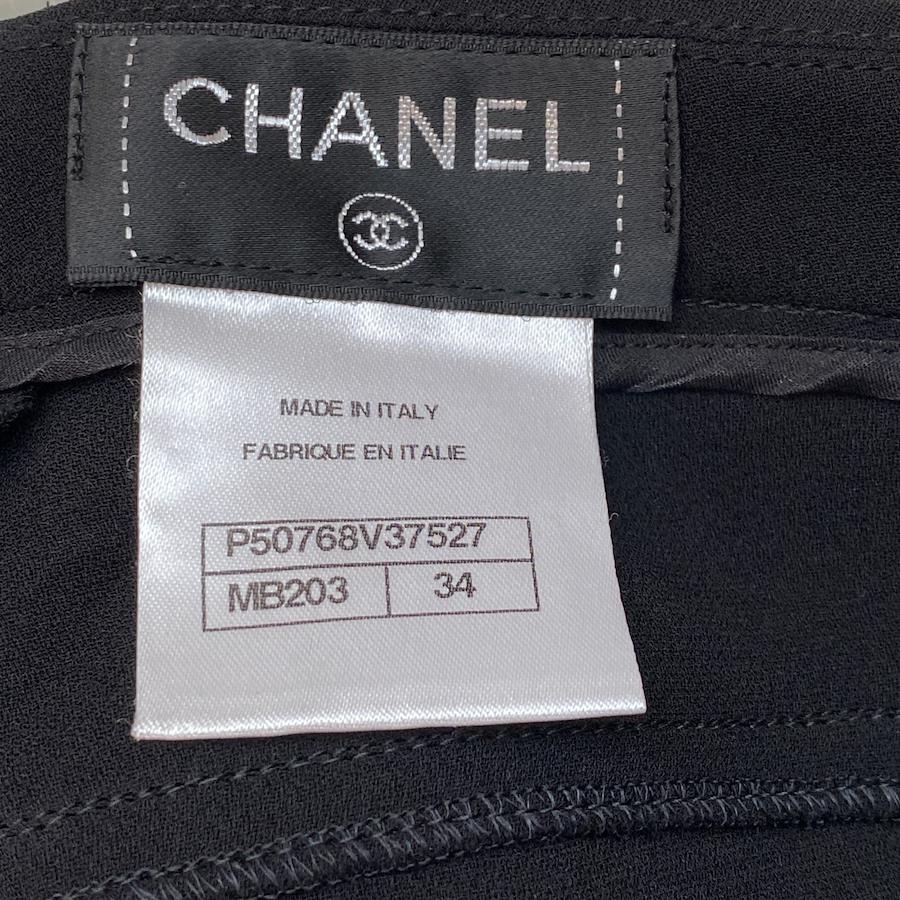 CHANEL
MADE IN ITALY
FABRIQUE EN ITALIE
P50768V37527
MB203 34